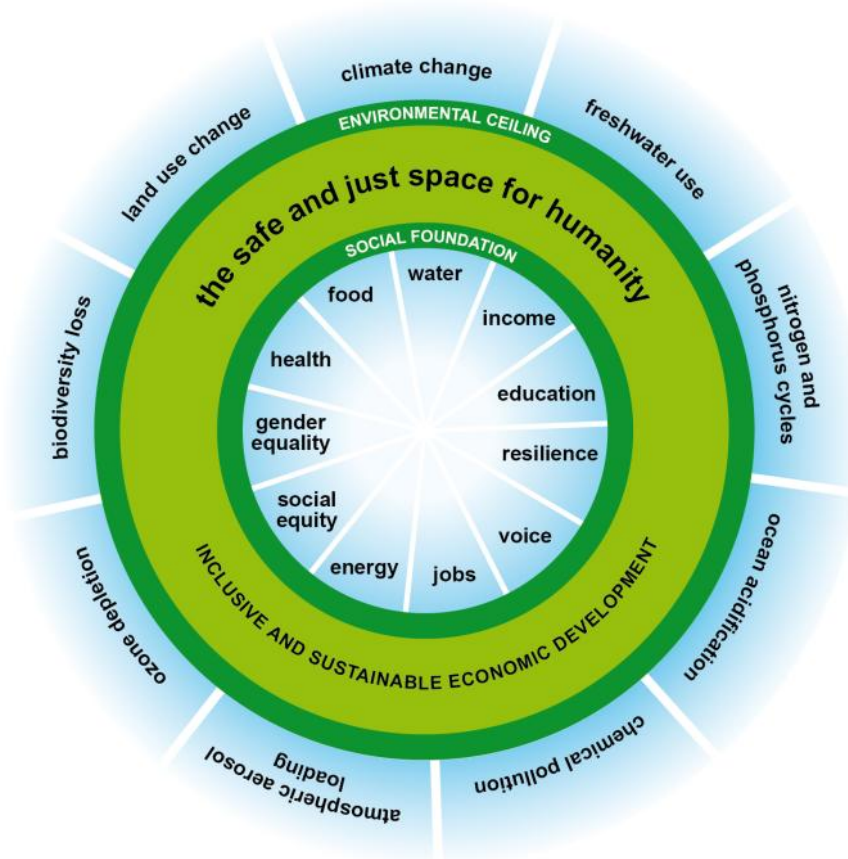 climate change
freshwater use
nitrogen and
phosphorus cycles
ocean acidification
chemical pollution
atmospheric aerosol
loading
ozone depletion
biodiversity loss
land use change
ENVIRONMENTAL CEILING
the safe and just space for humanity
SOCIAL FOUNDATION
water
income
education
resilience
voice
jobs
energy
social
equity
gender
equality
health
food
INCLUSIVE AND SUSTAINABLE ECONOMIC DEVELOPMENT